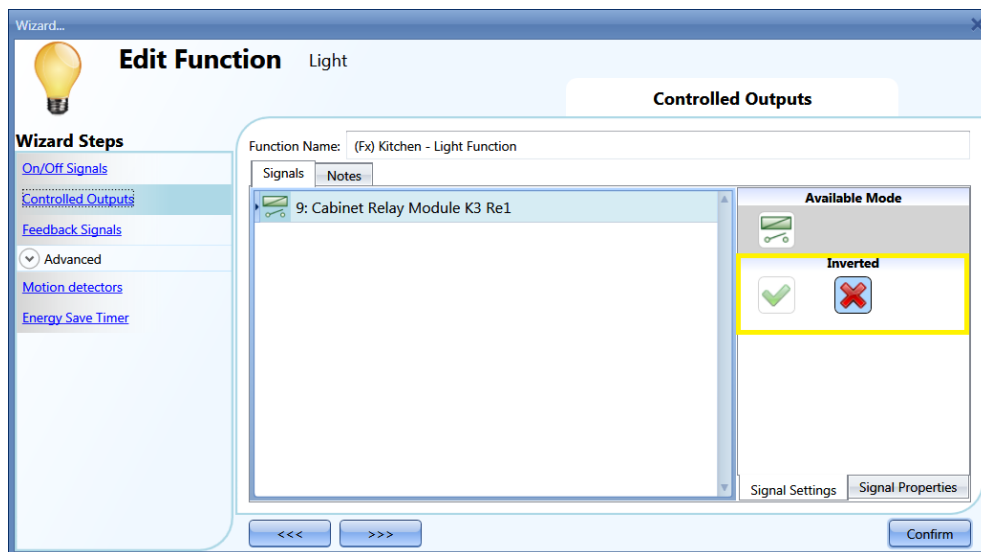 Wizard...
Edit Function Light
Controlled Outputs
Wizard Steps
On/Off Signals
Controlled Outputs
Feedback Signals
Advanced
Motion detectors
Energy Save Timer
Function Name: (Fx) Kitchen - Light Function
Signals Notes
9: Cabinet Relay Module K3 Re1
Available Mode
Inverted
Signal Settings Signal Properties
<<< >>> Confirm